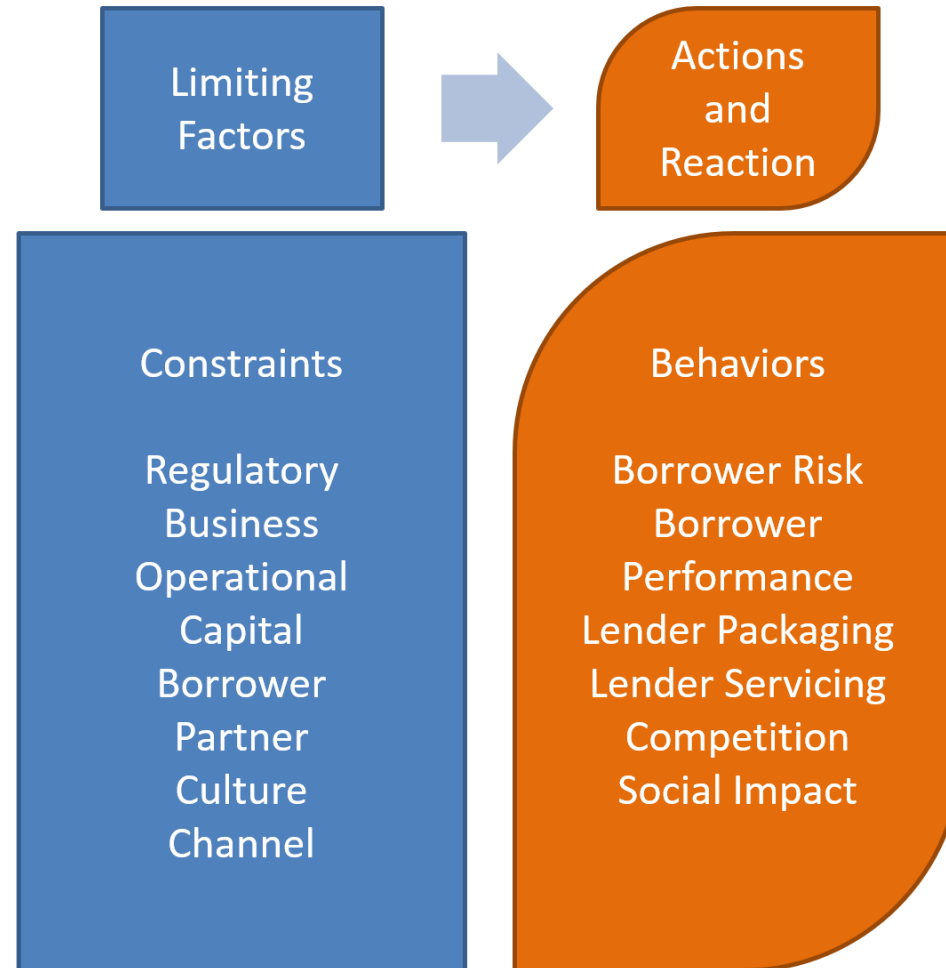 Limiting
Factors
Actions
and
Reaction
Constraints
Regulatory
Business
Operational
Capital
Borrower
Partner
Culture
Channel
Behaviors
Borrower Risk
Borrower
Performance
Lender Packaging
Lender Servicing
Competition
Social Impact